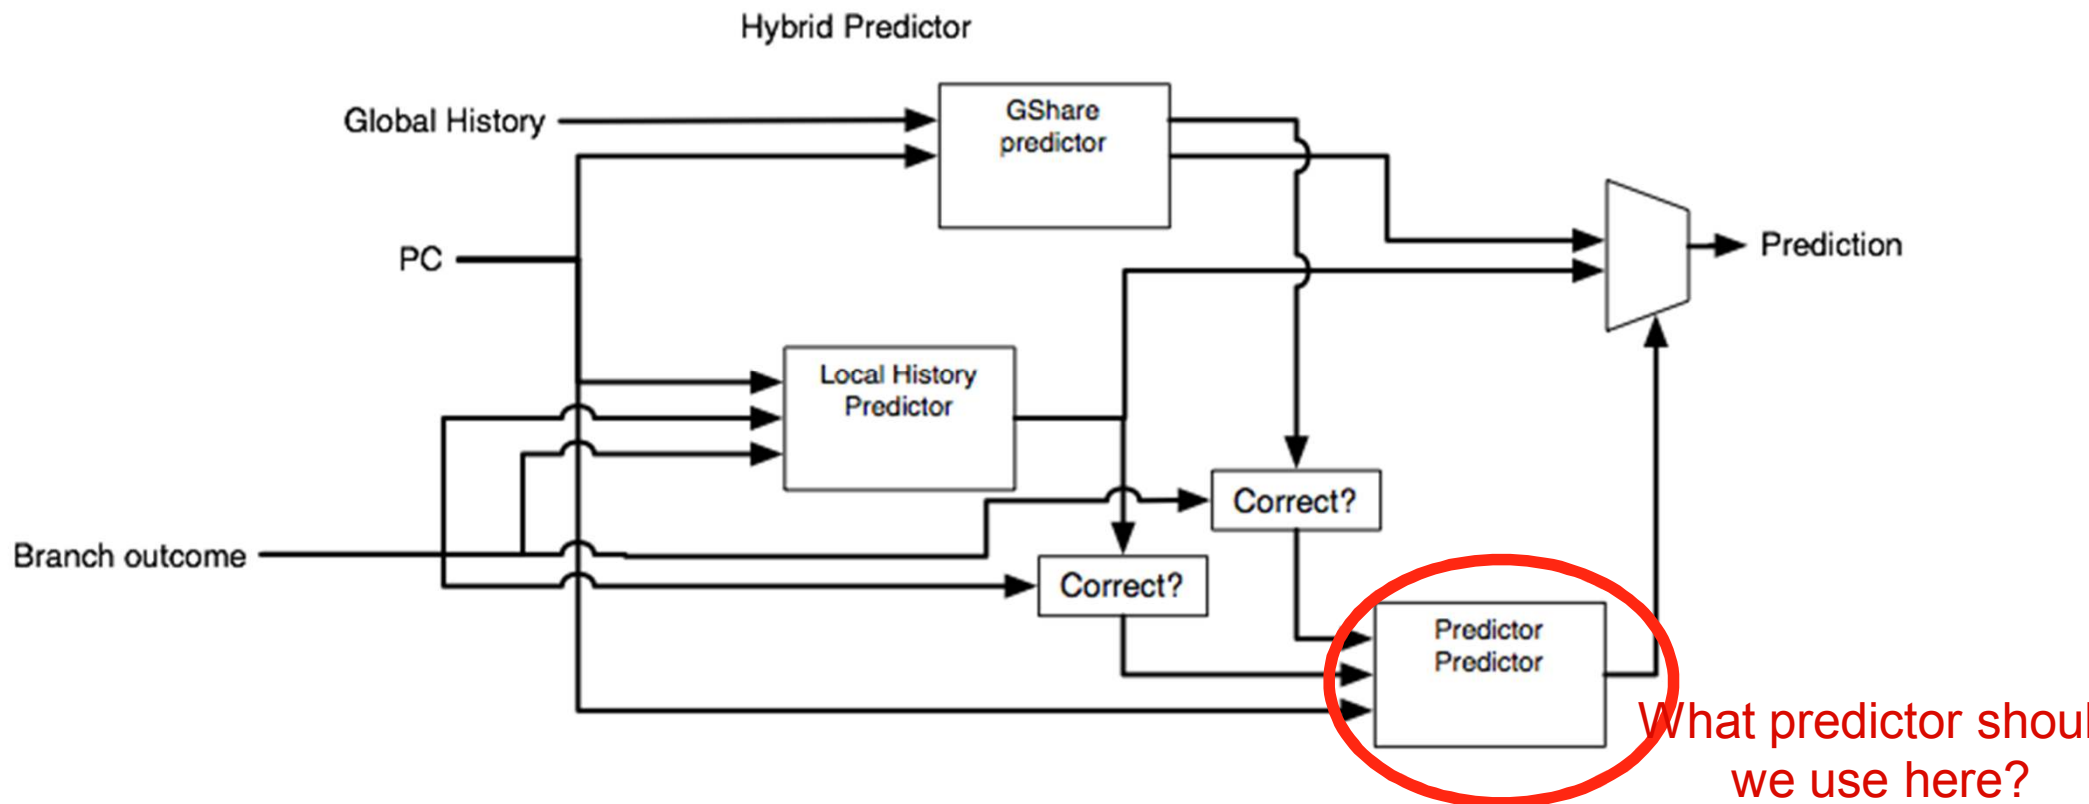 Hybrid Predictor
Global History
GShare
predictor
PC
Prediction
Local History
Predictor
Correct?
Branch outcome
Correct?
Predictor
Predictor
What predictor shoul
we use here?